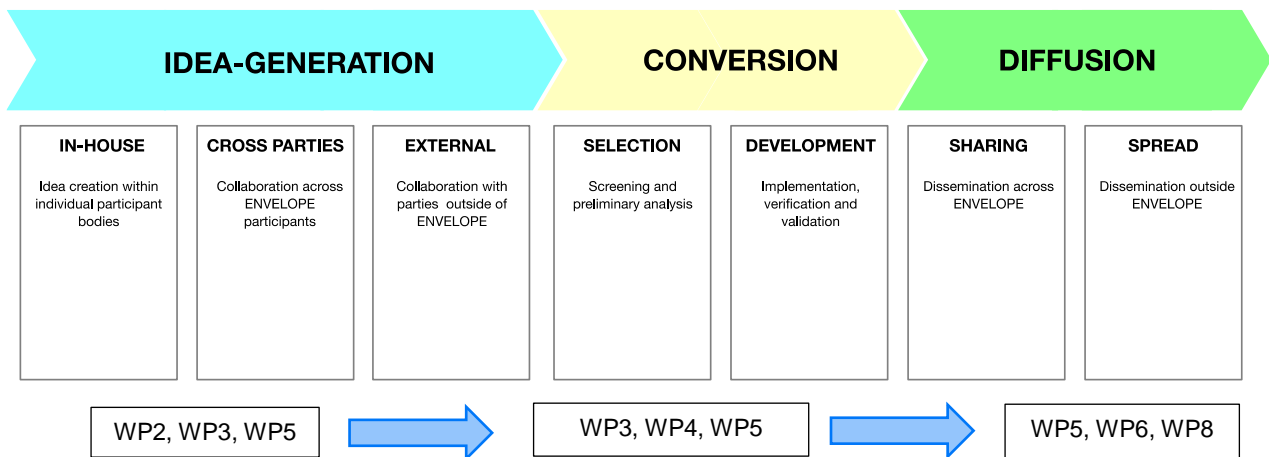 IDEA-GENERATION
CONVERSION
DIFFUSION
IN-HOUSE
Idea creation within
individual participant
bodies
CROSS PARTIES
Collaboration across
ENVELOPE
participants
EXTERNAL
Collaboration with
parties outside of
ENVELOPE
SELECTION
Screening and
preliminary analysis
DEVELOPMENT
Implementation,
verification and
validation
SHARING
Dissemination across
ENVELOPE
SPREAD
Dissemination outside
ENVELOPE
WP2, WP3, WP5
WP3, WP4, WP5
WP5, WP6, WP8